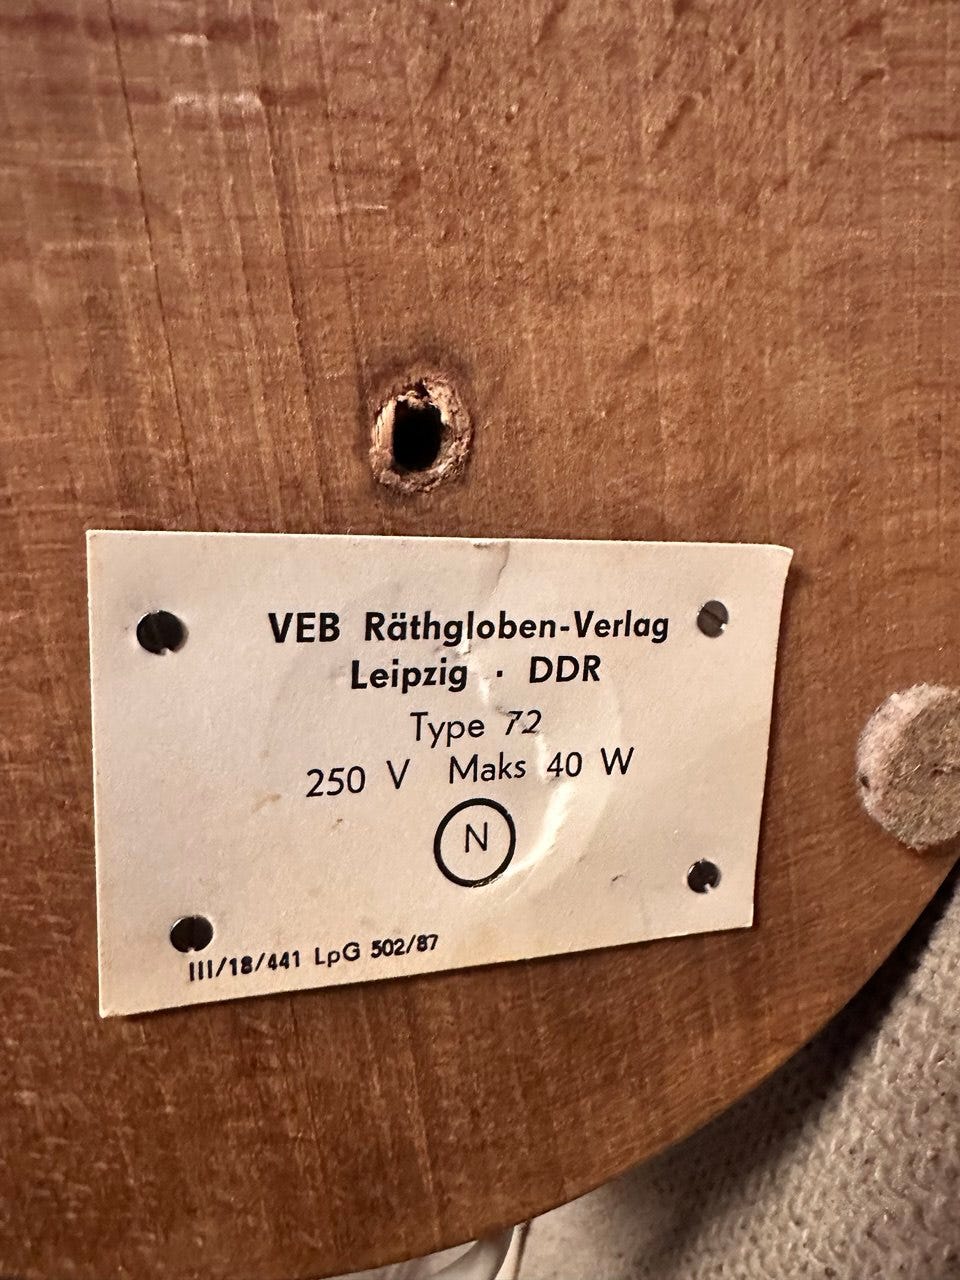 VEB Räthgloben-Verlag
Leipzig · DDR
Type 72
250 V Maks 40 W
N
III/18/441 LpG 502/87